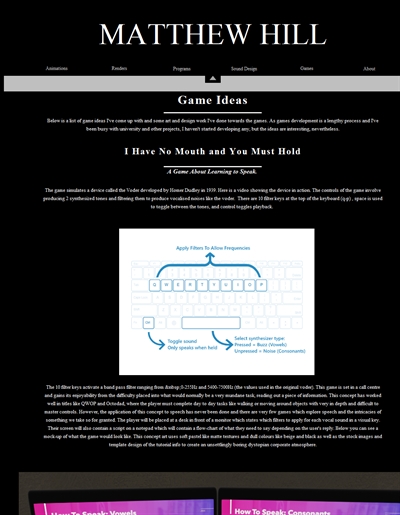 MATTHEW HILL
Animations Renders Programs Sound Design Games About
Game Ideas
Below is a list of game ideas I've come up with and some art and design work I've done towards the games. As games development is a lengthy process and I've
been busy with university and other projects, I haven't started developing any, but the ideas are interesting, nevertheless.
I Have No Mouth and You Must Hold
A Game About Learning to Speak.
The game simulates a device called the Voder developed by Homer Dudley in 1939. Here is a video showing the device in action. The controls of the game involve
producing 2 synthesized tones and filtering them to produce vocalised noises like the voder. There are 10 filter keys at the top of the keyboard (q-p) , space is used
to toggle between the tones, and control toggles playback.
Apply Filters To Allow Frequencies
Q W E R T Y U I O P
Toggle sound
Only speaks when held
Select synthesizer type:
Pressed = Buzz (Vowels)
Unpressed = Noise (Consonants)
The 10 filter keys activate a band pass filter ranging from &nbsp;0-255Hz and 5400-7500Hz (the values used in the original voder). This game is set in a call centre
and gains its enjoyability from the difficulty placed into what would normally be a very mundane task, reading out a piece of information. This concept has worked
well in titles like QWOP and Octodad, where the player must complete day to day tasks like walking or moving around objects with very in depth and difficult to
master controls. However, the application of this concept to speech has never been done and there are very few games which explore speech and the intricacies of
something we take so for granted. The player will be placed at a desk in front of a monitor which states which filters to apply for each vocal sound in a visual key.
Their screen will also contain a script on a notepad which will contain a flow-chart of what they need to say depending on the user's reply. Below you can see a
mock-up of what the game would look like. This concept art uses soft pastel like matte textures and dull colours like beige and black as well as the stock images and
template design of the tutorial info to create an unsettlingly boring dystopian corporate atmosphere.
How To Speak: Vowels How To Speak: Consonants